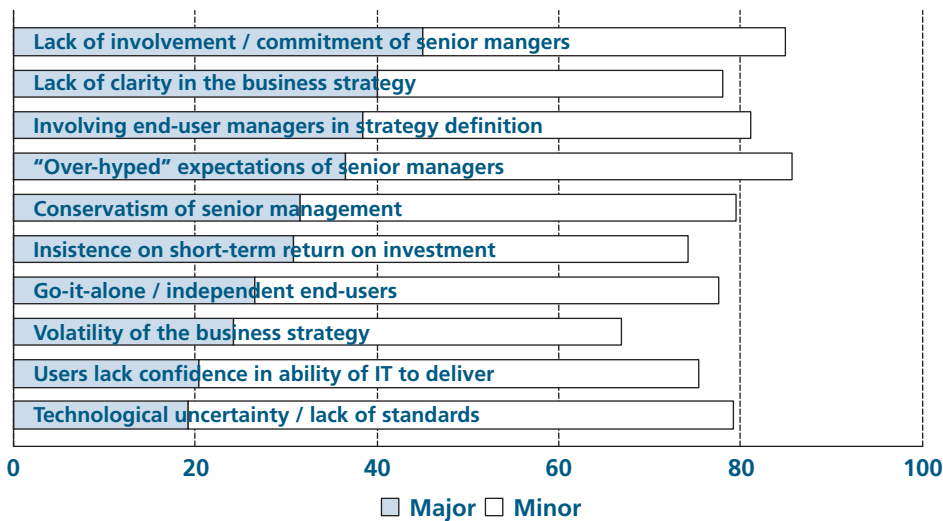 Lack of involvement / commitment of senior mangers
Lack of clarity in the business strategy
Involving end-user managers in strategy definition
“Over-hyped” expectations of senior managers
Conservatism of senior management
Insistence on short-term return on investment
Go-it-alone / independent end-users
Volatility of the business strategy
Users lack confidence in ability of IT to deliver
Technological uncertainty / lack of standards
0 20 40 60 80 100
Major Minor